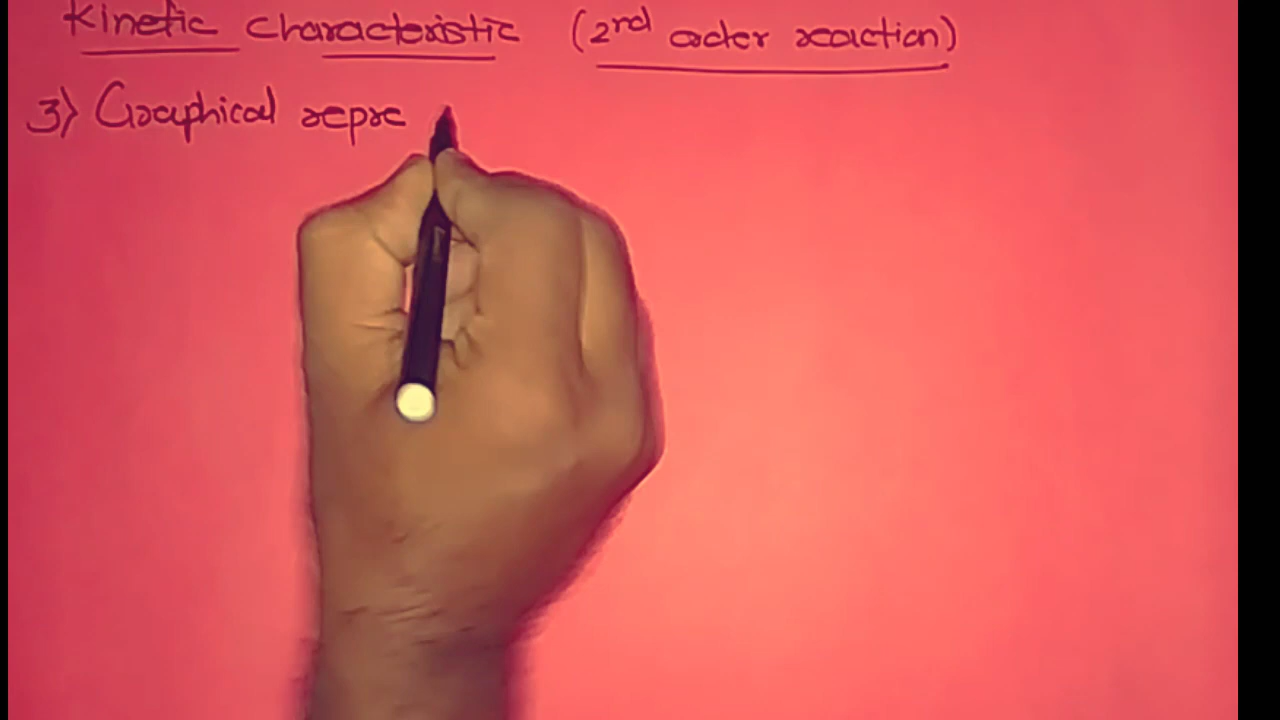 Kinetic characteristic (2nd order reaction)
3) Graphical repre